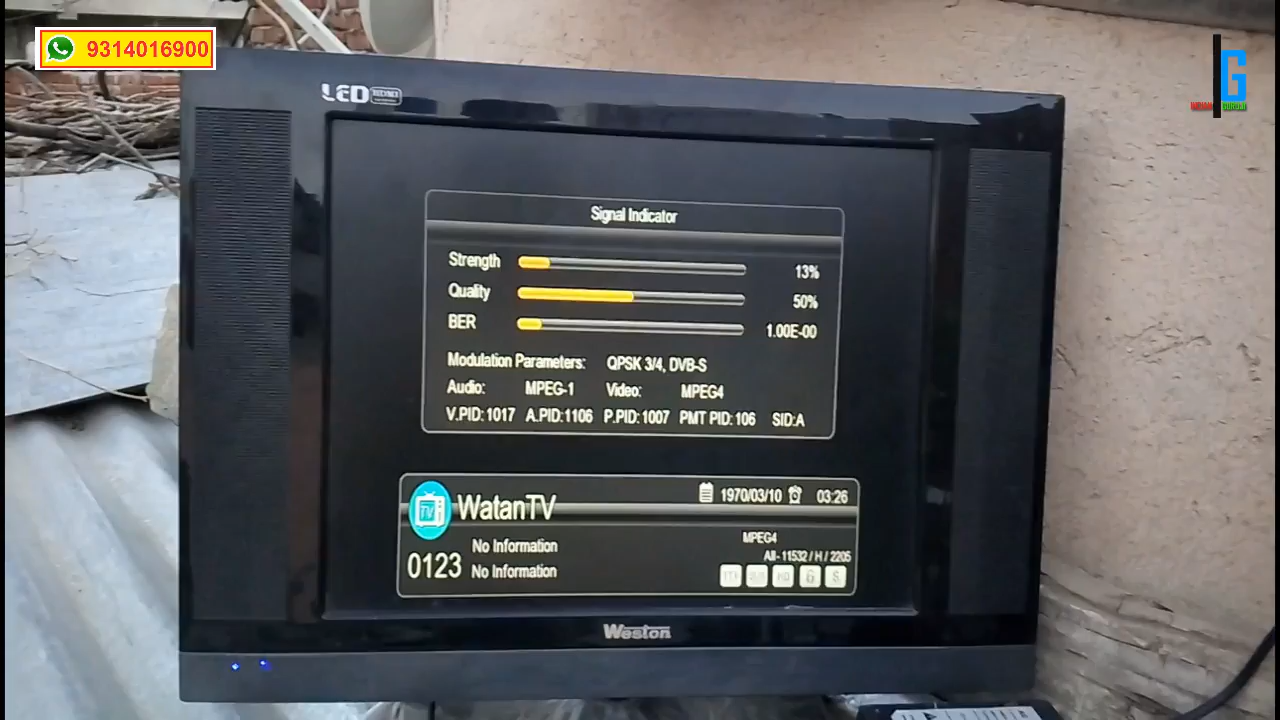 9314016900
LED
G
Signal Indicator
Strength 13%
Quality 50%
BER 1.00E-00
Modulation Parameters: QPSK 3/4, DVB-S
Audio: MPEG-1 Video: MPEG4
V.PID:1017 A.PID:1106 P.PID:1007 PMT PID:106 SID:A
1970/03/10 03:26
TV WatanTV
MPEG4
No Information
All-11532 / H / 2205
0123 No Information
G S
Weston